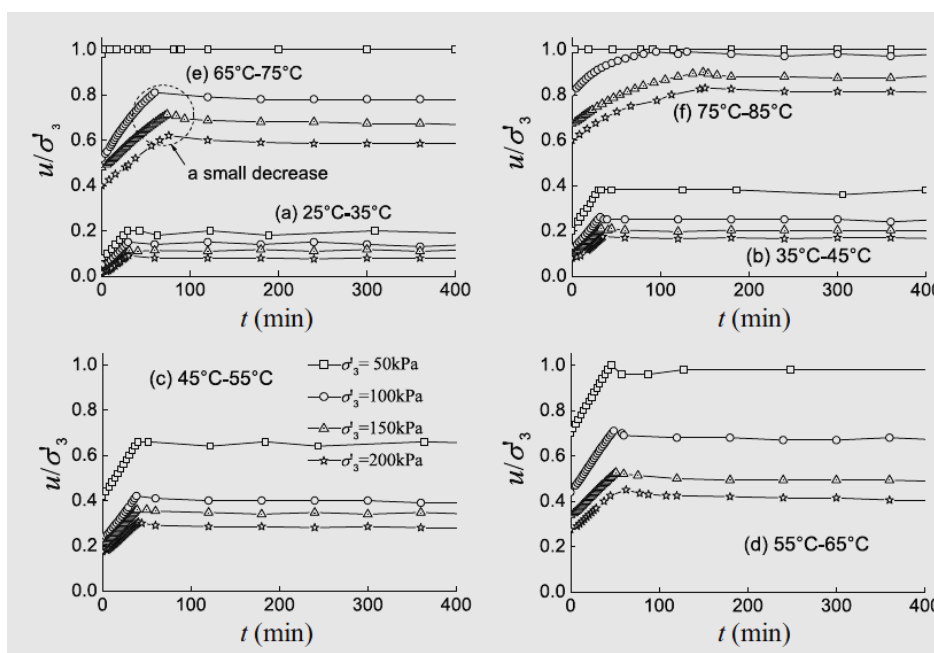 1.0
0.8
0.6
0.4
0.2
0.0
u/σ'₃
(e) 65°C-75°C
a small decrease
(a) 25°C-35°C
0 100 200 300 400
t (min)
1.0
0.8
0.6
0.4
0.2
0.0
u/σ'₃
(f) 75°C-85°C
(b) 35°C-45°C
0 100 200 300 400
t (min)
1.0
0.8
0.6
0.4
0.2
0.0
u/σ'₃
(c) 45°C-55°C
σ'₃= 50kPa
σ'₃=100kPa
σ'₃=150kPa
σ'₃=200kPa
0 100 200 300 400
t (min)
1.0
0.8
0.6
0.4
0.2
0.0
u/σ'₃
(d) 55°C-65°C
0 100 200 300 400
t (min)